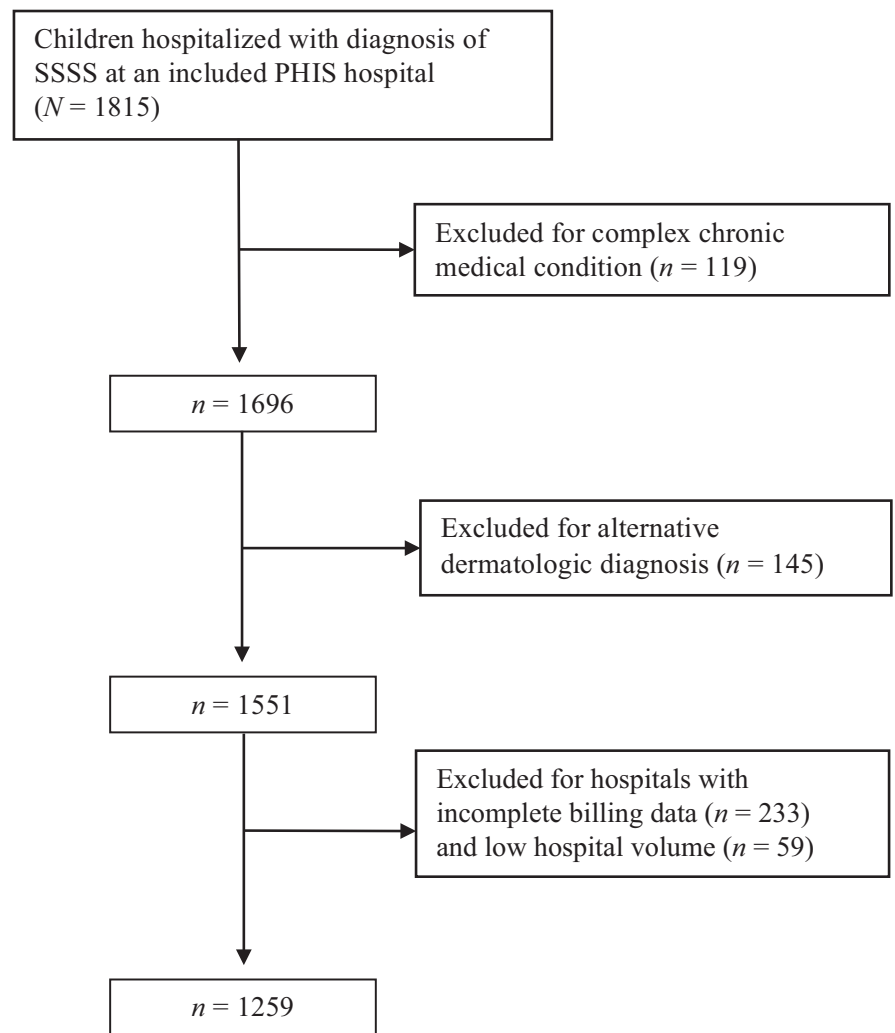 Children hospitalized with diagnosis of
SSSS at an included PHIS hospital
(N = 1815)
Excluded for complex chronic
medical condition (n = 119)
n = 1696
Excluded for alternative
dermatologic diagnosis (n = 145)
n = 1551
Excluded for hospitals with
incomplete billing data (n = 233)
and low hospital volume (n = 59)
n = 1259